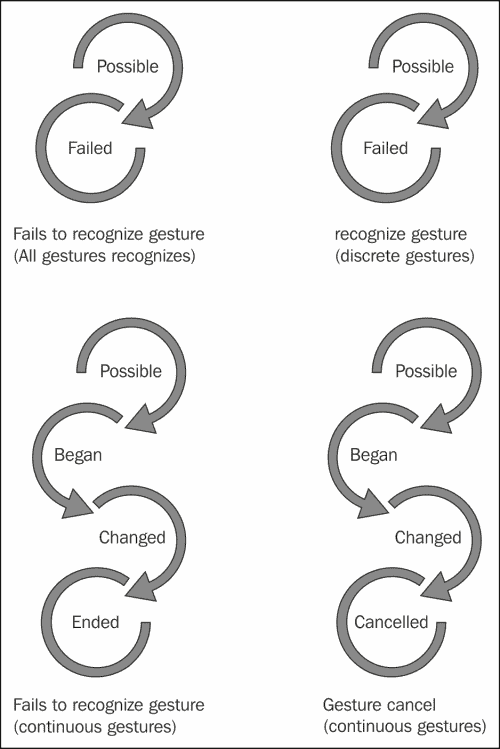 Possible
Failed
Fails to recognize gesture
(All gestures recognizes)
Possible
Failed
recognize gesture
(discrete gestures)
Possible
Began
Changed
Ended
Fails to recognize gesture
(continuous gestures)
Possible
Began
Changed
Cancelled
Gesture cancel
(continuous gestures)